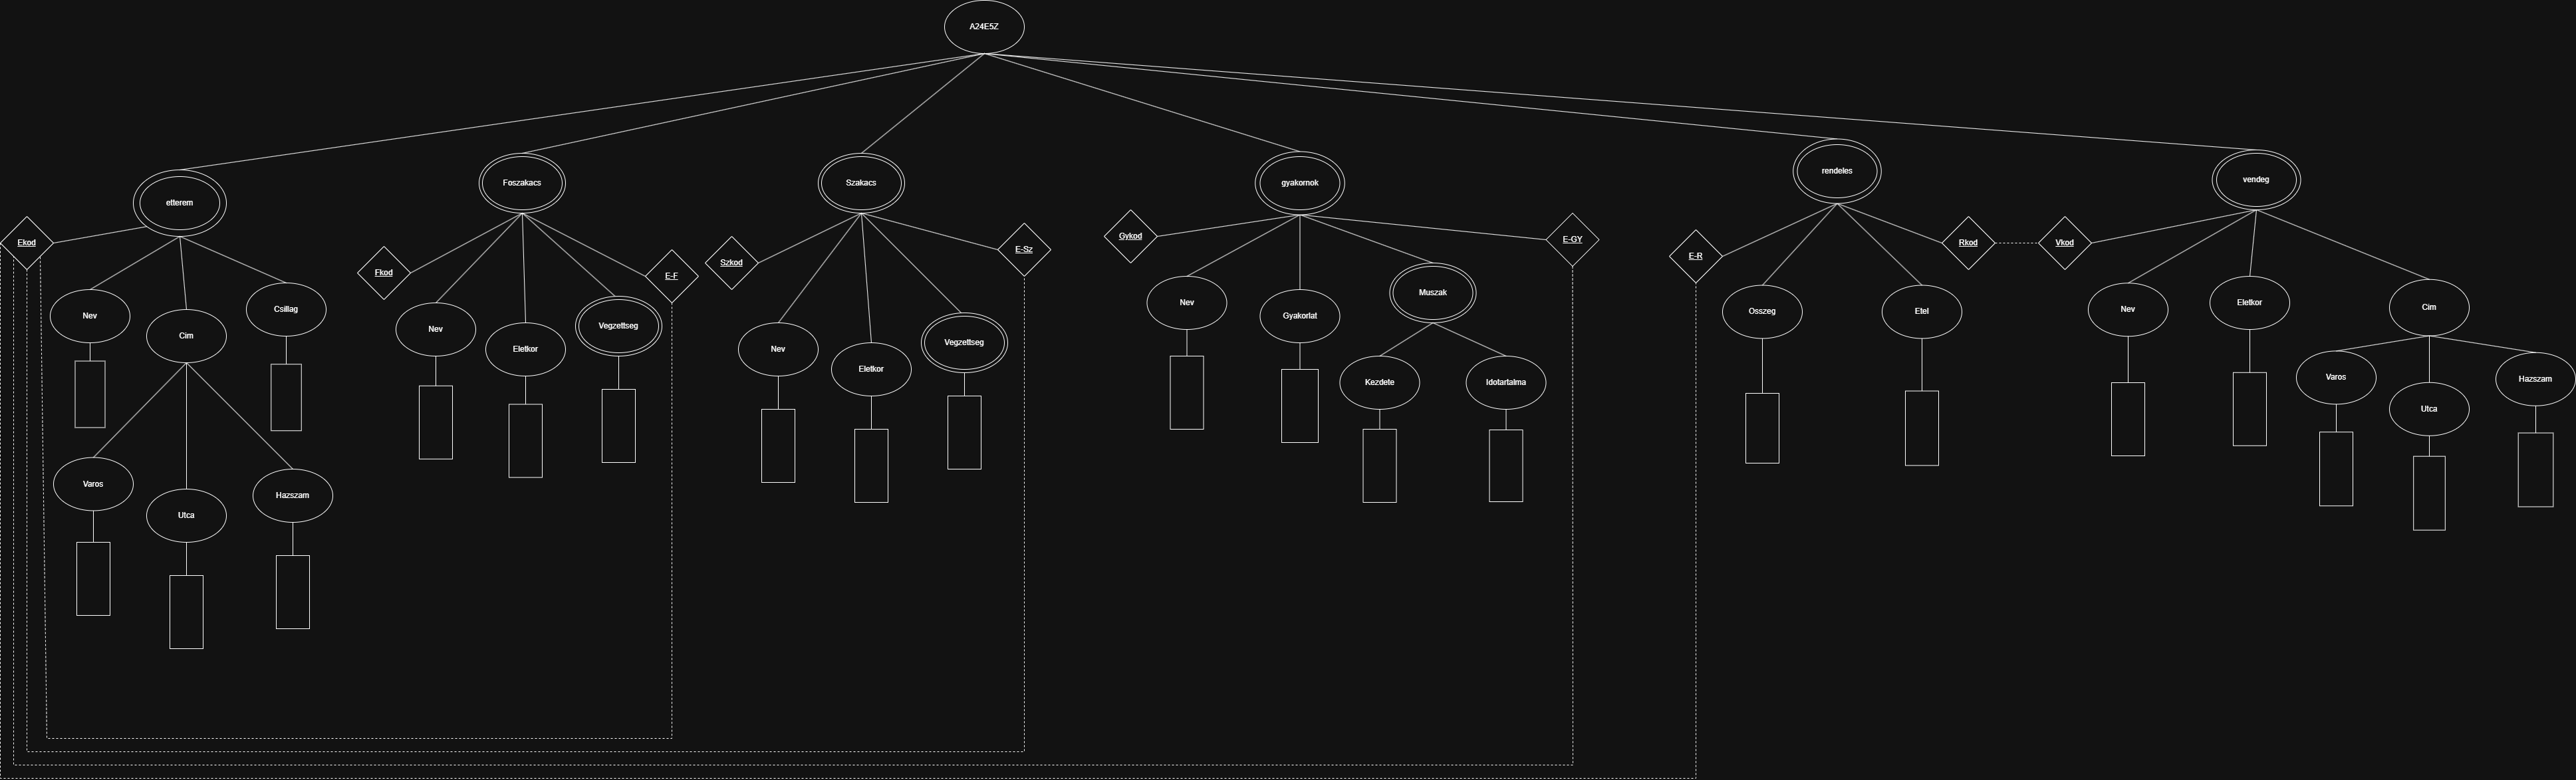 A24E5Z
etterem
Foszakacs
Szakacs
gyakornok
rendeles
vendeg
Ekod
Fkod
E-F
Szkod
E-Sz
Gykod
E-GY
E-R
Rkod
Vkod
Nev
Cim
Csillag
Nev
Eletkor
Vegzettseg
Nev
Eletkor
Vegzettseg
Nev
Gyakorlat
Muszak
Kezdete
Idotartalma
Osszeg
Etel
Nev
Eletkor
Cim
Varos
Utca
Hazszam
Varos
Utca
Hazszam